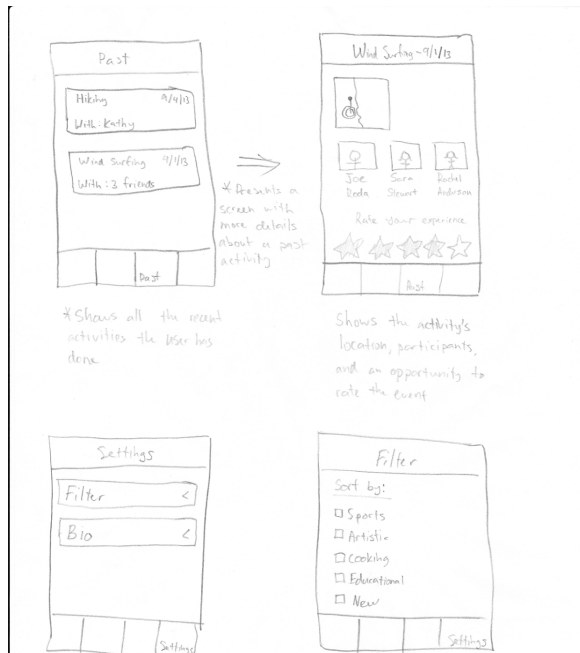 Past
Hiking 9/4/13
With: Kathy
Wind Surfing 9/1/13
With: 3 friends
Past
*Shows all the recent
activities the user has
done
*Presents a
screen with
more details
about a past
activity
Wind Surfing - 9/1/13
Joe Sara Rachel
Roda Stewart Anderson
Rate your experience
Past
Shows the activity's
location, participants,
and an opportunity to
rate the event
Settings
Filter <
Bio <
Settings
Filter
Sort by:
Sports
Artistic
Cooking
Educational
New
Settings